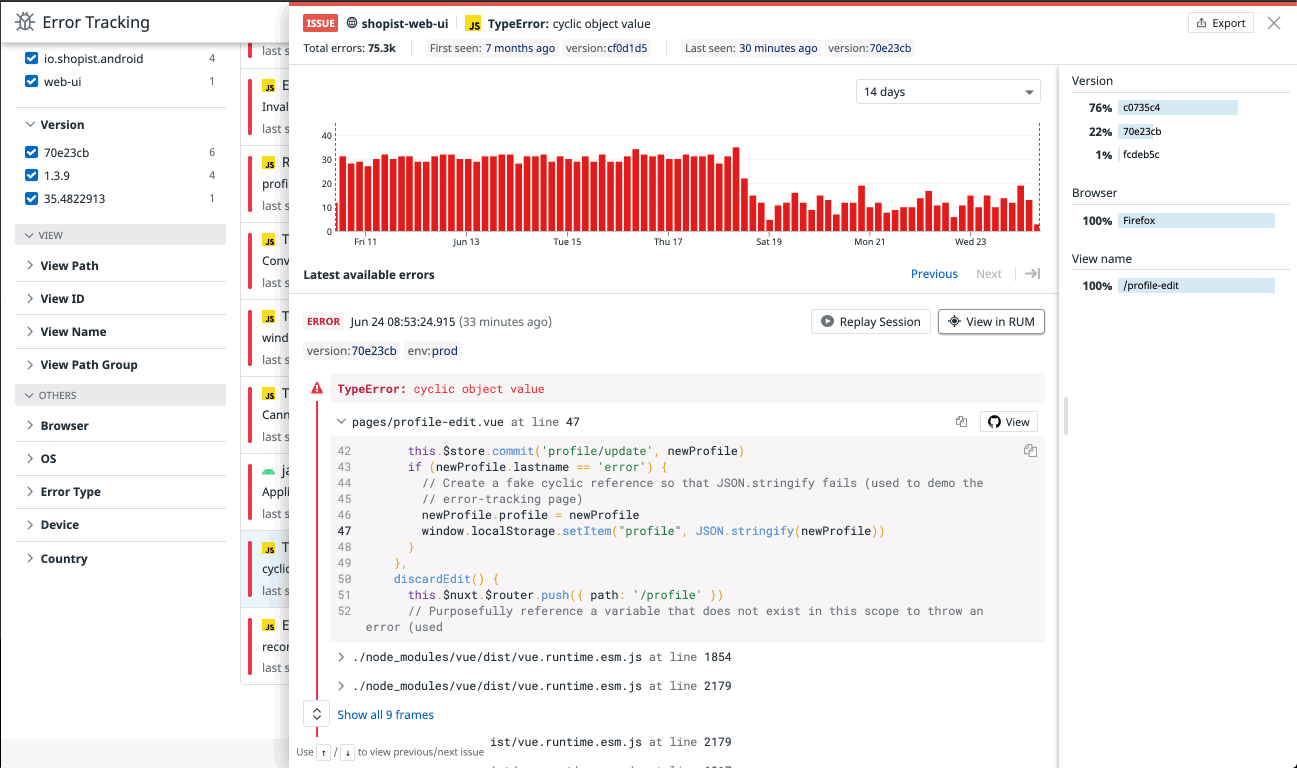 Error Tracking
io.shopist.android 4
web-ui 1
Version
70e23cb 6
1.3.9 4
35.4822913 1
VIEW
View Path
View ID
View Name
View Path Group
OTHERS
Browser
OS
Error Type
Device
Country
last s
JS E
Inval
last s
JS R
profi
last s
JS T
Conv
last s
JS T
wind
last s
JS T
Cann
last s
ja
Appli
last s
JS T
cyclic
last s
JS E
recor
last s
ISSUE shopist-web-ui JS TypeError: cyclic object value
Export
Total errors: 75.3k First seen: 7 months ago version:cf0d1d5 Last seen: 30 minutes ago version:70e23cb
14 days
40
30
20
10
0
Fri 11 Jun 13 Tue 15 Thu 17 Sat 19 Mon 21 Wed 23
Latest available errors
Previous Next
ERROR Jun 24 08:53:24.915 (33 minutes ago)
Replay Session View in RUM
version:70e23cb env:prod
TypeError: cyclic object value
pages/profile-edit.vue at line 47
View
42 this.$store.commit('profile/update', newProfile)
43 if (newProfile.lastname == 'error') {
44 // Create a fake cyclic reference so that JSON.stringify fails (used to demo the
45 // error-tracking page)
46 newProfile.profile = newProfile
47 window.localStorage.setItem("profile", JSON.stringify(newProfile))
48 }
49 },
50 discardEdit() {
51 this.$nuxt.$router.push({ path: '/profile' })
52 // Purposefully reference a variable that does not exist in this scope to throw an
error (used
./node_modules/vue/dist/vue.runtime.esm.js at line 1854
./node_modules/vue/dist/vue.runtime.esm.js at line 2179
Show all 9 frames
ist/vue.runtime.esm.js at line 2179
Use ↑ / ↓ to view previous/next issue
Version
76% c0735c4
22% 70e23cb
1% fcdeb5c
Browser
100% Firefox
View name
100% /profile-edit